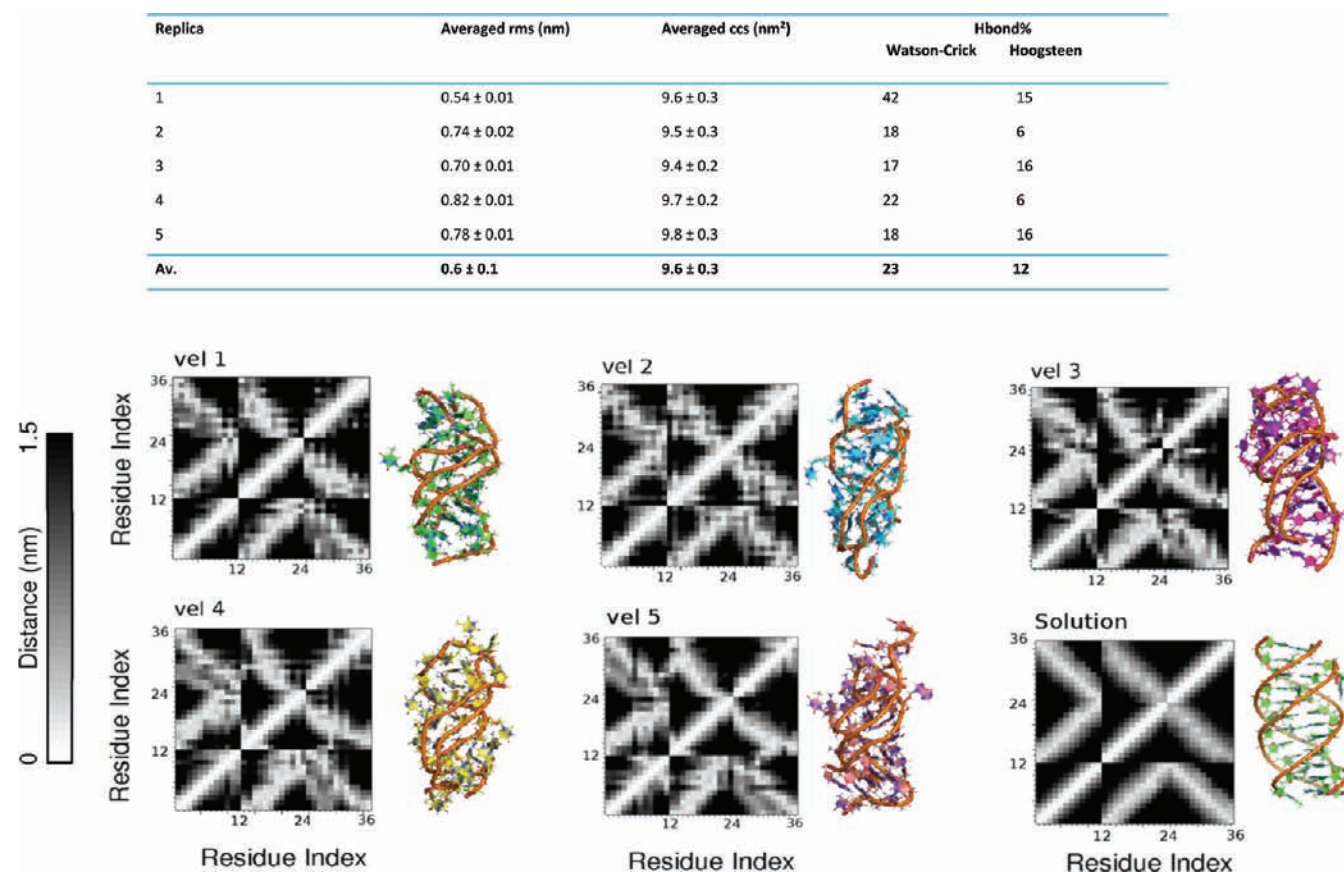 Replica Averaged rms (nm) Averaged ccs (nm²) Hbond%
Watson-Crick Hoogsteen
1 0.54 ± 0.01 9.6 ± 0.3 42 15
2 0.74 ± 0.02 9.5 ± 0.3 18 6
3 0.70 ± 0.01 9.4 ± 0.2 17 16
4 0.82 ± 0.01 9.7 ± 0.2 22 6
5 0.78 ± 0.01 9.8 ± 0.3 18 16
Av. 0.6 ± 0.1 9.6 ± 0.3 23 12
Distance (nm)
1.5
0
vel 1
Residue Index
36
24
12
12 24 36
vel 2
36
24
12
12 24 36
vel 3
36
24
12
12 24 36
vel 4
Residue Index
36
24
12
12 24 36
Residue Index
vel 5
36
24
12
12 24 36
Residue Index
Solution
36
24
12
12 24 36
Residue Index